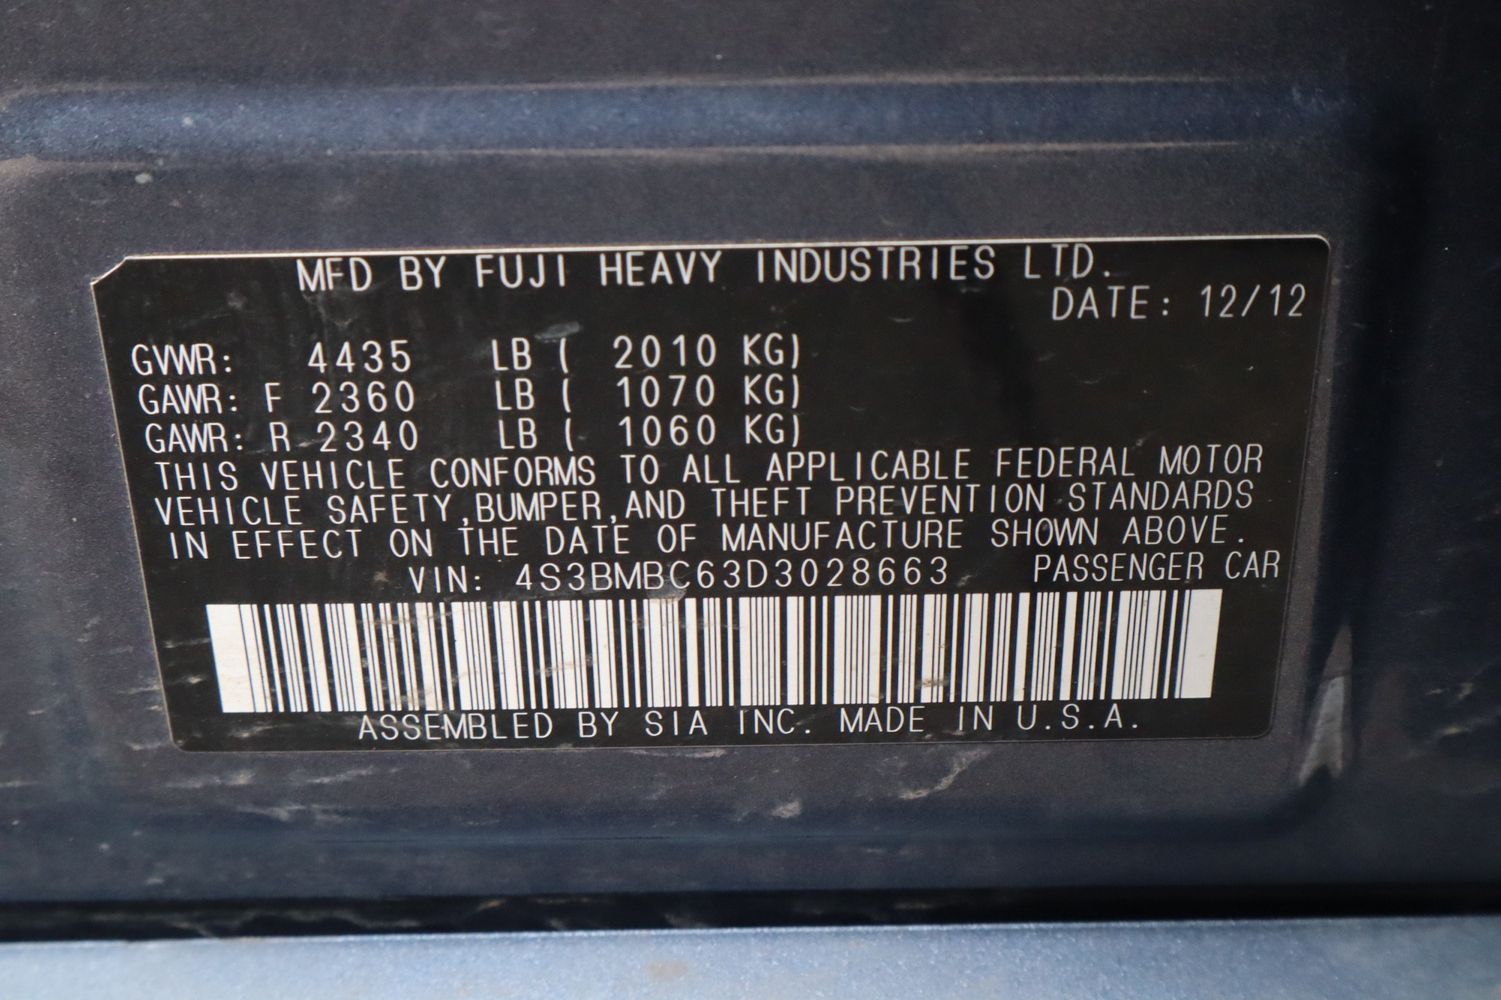 MFD BY FUJI HEAVY INDUSTRIES LTD.
DATE: 12/12
GVWR: 4435 LB ( 2010 KG)
GAWR: F 2360 LB ( 1070 KG)
GAWR: R 2340 LB ( 1060 KG)
THIS VEHICLE CONFORMS TO ALL APPLICABLE FEDERAL MOTOR
VEHICLE SAFETY,BUMPER,AND THEFT PREVENTION STANDARDS
IN EFFECT ON THE DATE OF MANUFACTURE SHOWN ABOVE.
VIN: 4S3BMBC63D3028663 PASSENGER CAR
ASSEMBLED BY SIA INC. MADE IN U.S.A.